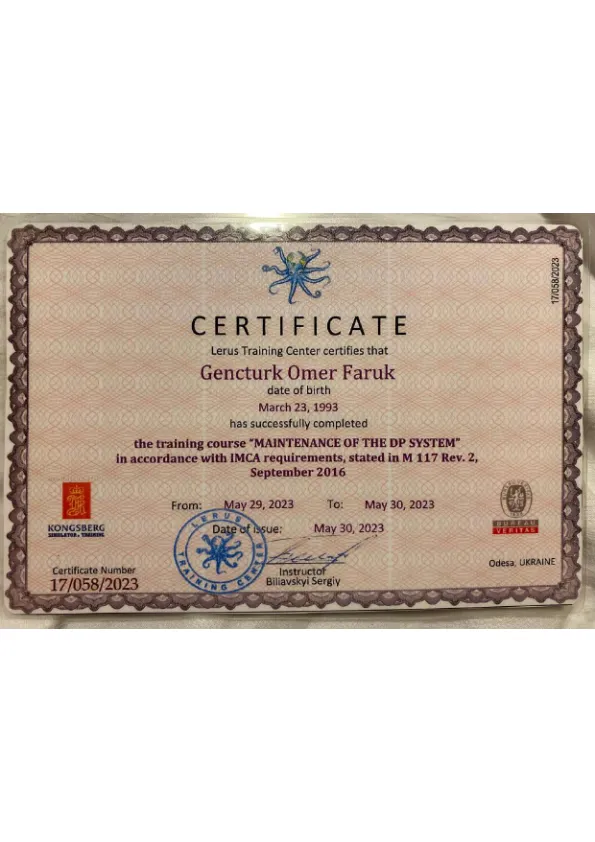 17/058/2023
CERTIFICATE
Lerus Training Center certifies that
Gencturk Omer Faruk
date of birth
March 23, 1993
has successfully completed
the training course "MAINTENANCE OF THE DP SYSTEM"
in accordance with IMCA requirements, stated in M 117 Rev. 2,
September 2016
From: May 29, 2023 To: May 30, 2023
Date of issue: May 30, 2023
KONGSBERG
SIMULATOR & TRAINING
BUREAU
VERITAS
LERUS
TRAINING CENTER
Instructor
Biliavskyi Sergiy
Odesa, UKRAINE
Certificate Number
17/058/2023